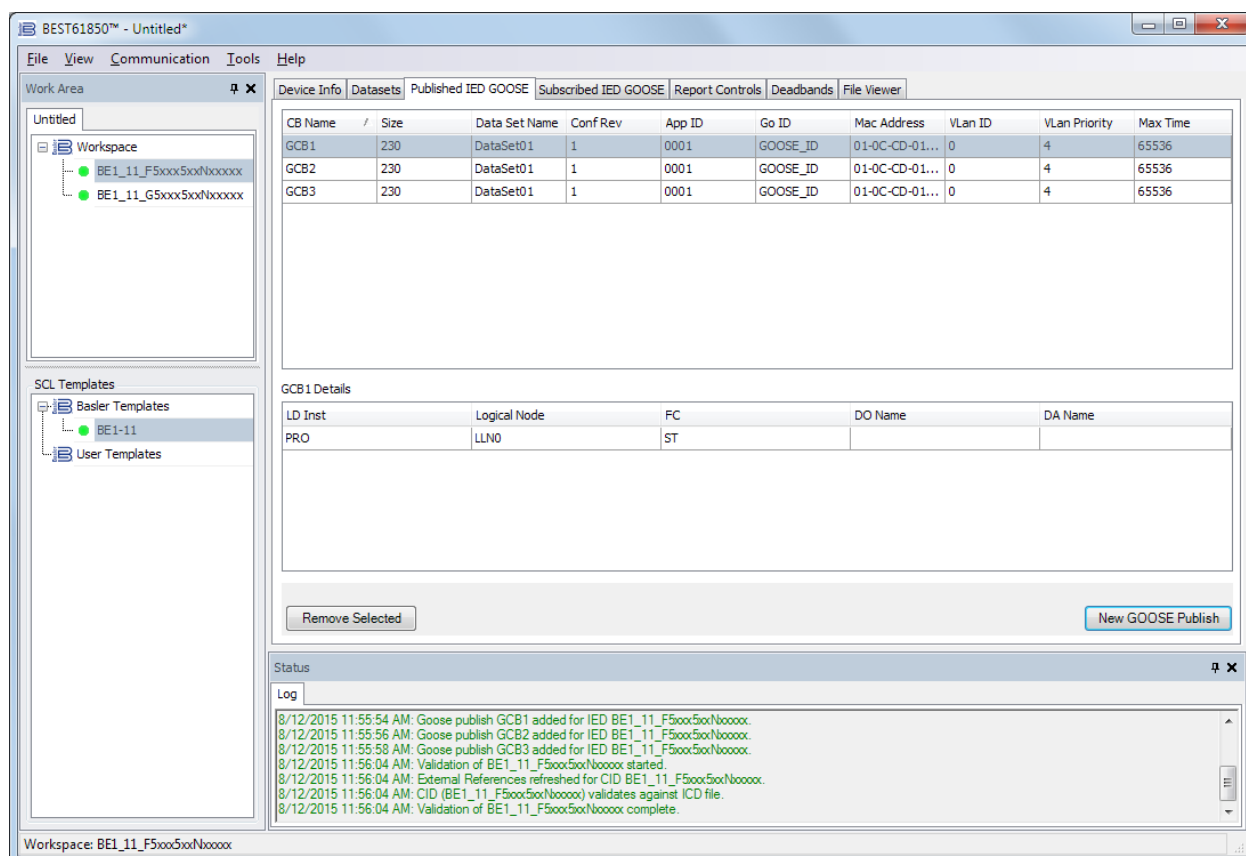 BEST61850™ - Untitled*
File View Communication Tools Help
Work Area
Untitled
Workspace
BE1_11_F5xxx5xxNxxxxx
BE1_11_G5xxx5xxNxxxxx
SCL Templates
Basler Templates
BE1-11
User Templates
Device Info Datasets Published IED GOOSE Subscribed IED GOOSE Report Controls Deadbands File Viewer
CB Name / Size Data Set Name Conf Rev App ID Go ID Mac Address VLan ID VLan Priority Max Time
GCB1 230 DataSet01 1 0001 GOOSE_ID 01-0C-CD-01... 0 4 65536
GCB2 230 DataSet01 1 0001 GOOSE_ID 01-0C-CD-01... 0 4 65536
GCB3 230 DataSet01 1 0001 GOOSE_ID 01-0C-CD-01... 0 4 65536
GCB1 Details
LD Inst Logical Node FC DO Name DA Name
PRO LLN0 ST
Remove Selected New GOOSE Publish
Status
Log
8/12/2015 11:55:54 AM: Goose publish GCB1 added for IED BE1_11_F5xxx5xxNxxxxx.
8/12/2015 11:55:56 AM: Goose publish GCB2 added for IED BE1_11_F5xxx5xxNxxxxx.
8/12/2015 11:55:58 AM: Goose publish GCB3 added for IED BE1_11_F5xxx5xxNxxxxx.
8/12/2015 11:56:04 AM: Validation of BE1_11_F5xxx5xxNxxxxx started.
8/12/2015 11:56:04 AM: External References refreshed for CID BE1_11_F5xxx5xxNxxxxx.
8/12/2015 11:56:04 AM: CID (BE1_11_F5xxx5xxNxxxxx) validates against ICD file.
8/12/2015 11:56:04 AM: Validation of BE1_11_F5xxx5xxNxxxxx complete.
Workspace: BE1_11_F5xxx5xxNxxxxx